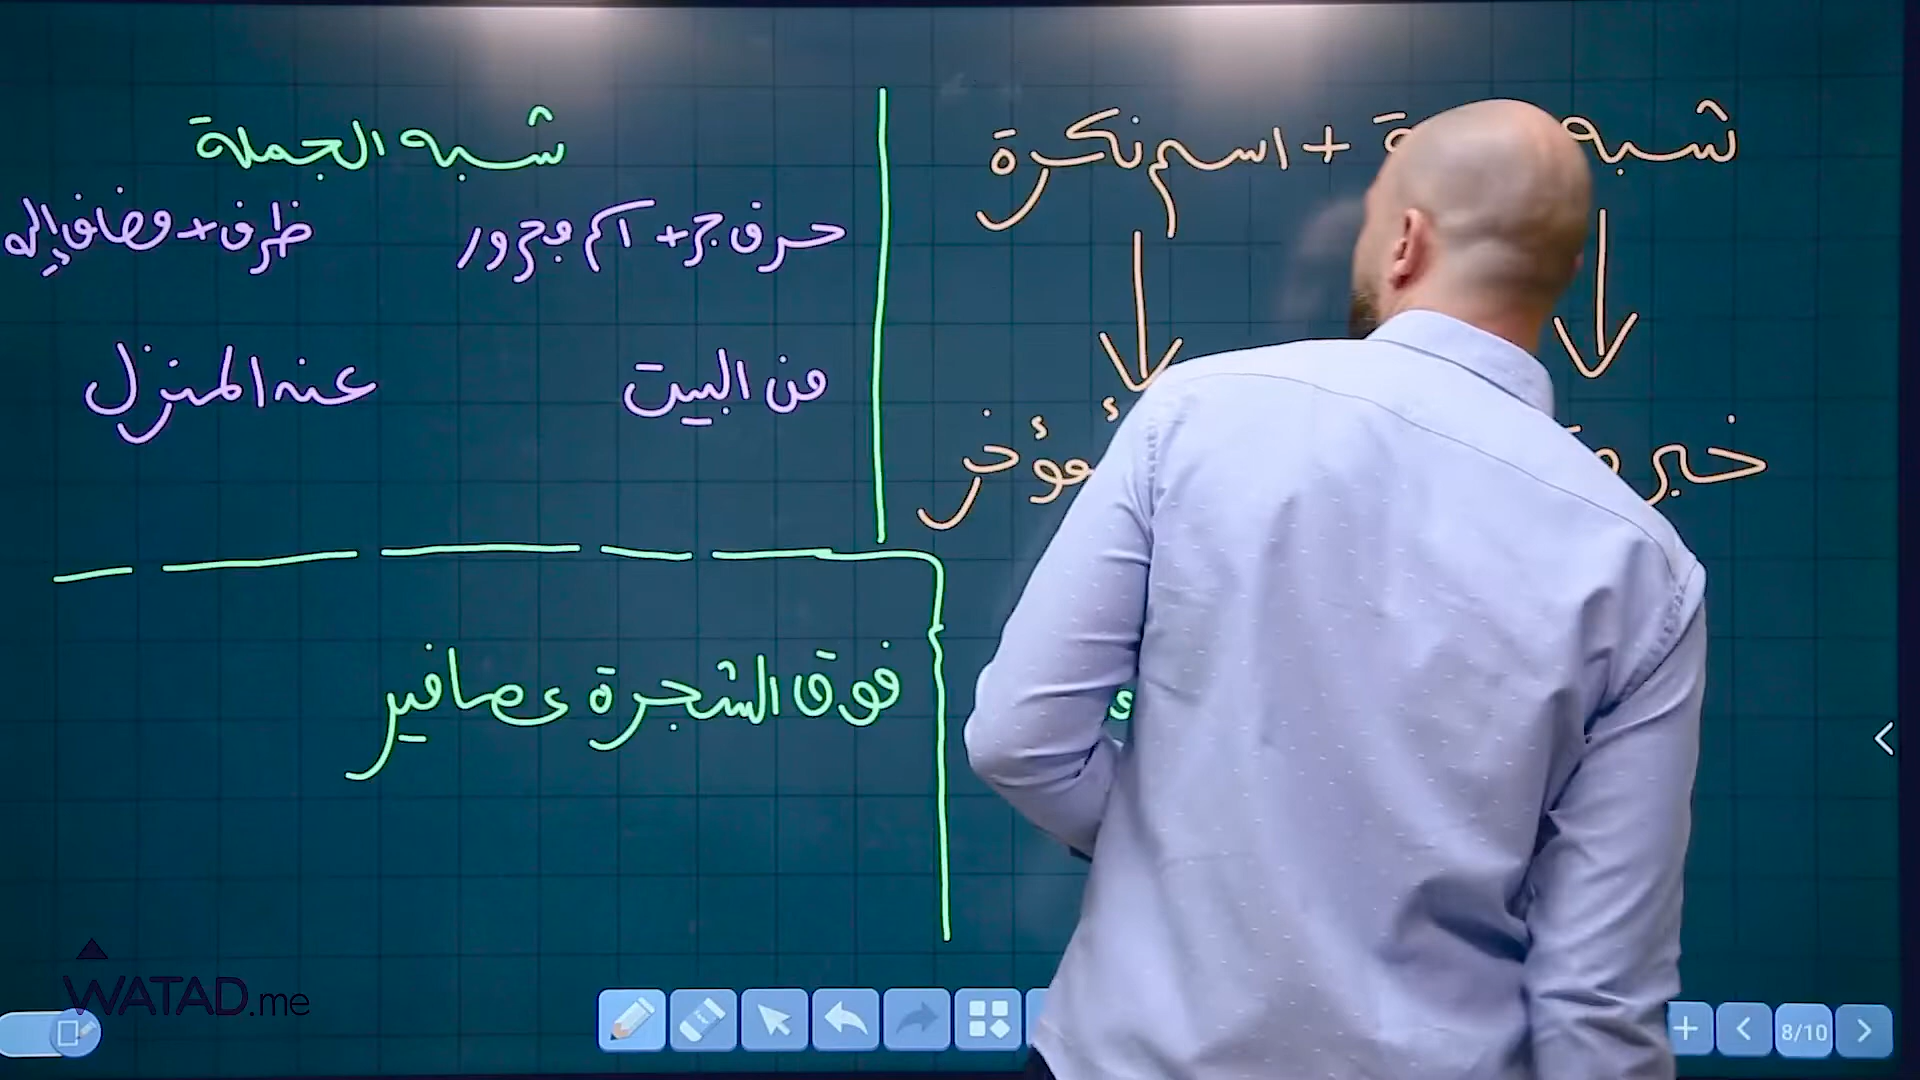 شبه + اسم نكرة
خبر
شبه الجملة
حرف جر + اسم مجرور
ظرف + مضاف إليه
من البيت
عند المنزل
فوق الشجرة عصافير
WATAD.me
8/10